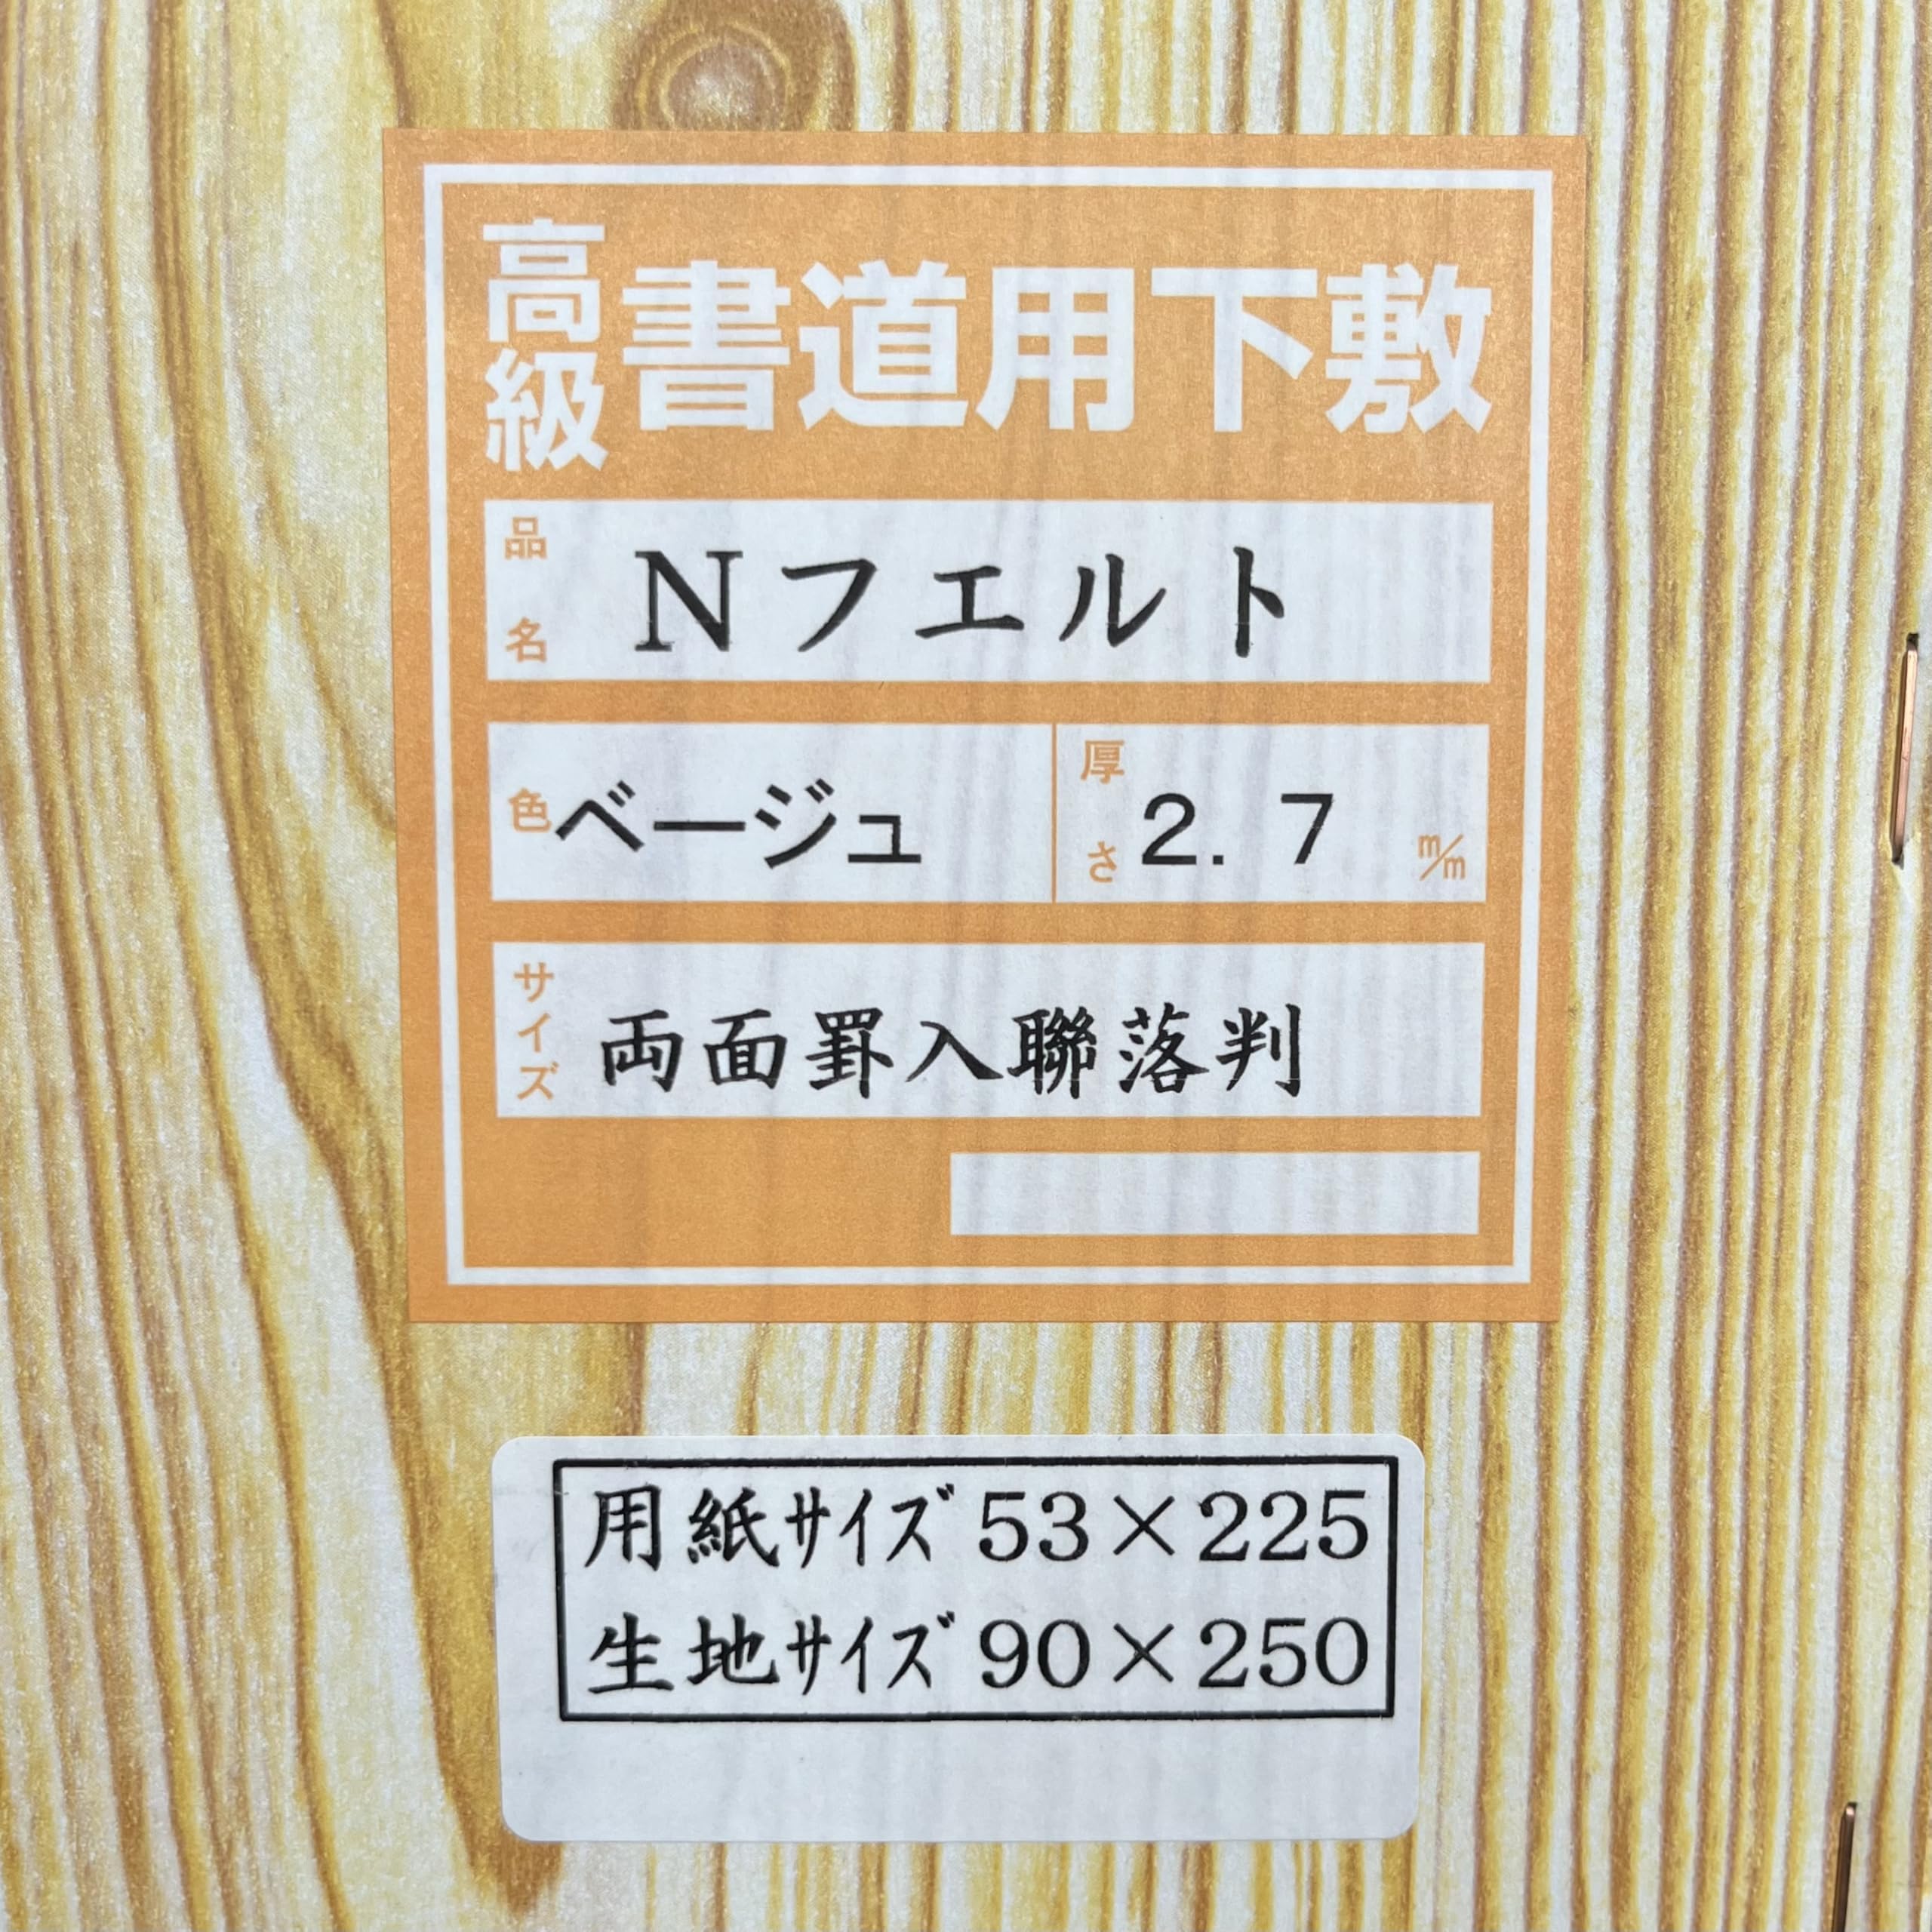 高級 書道用下敷
品名 Nフエルト
色 ベージュ 厚さ 2.7 m/m
サイズ 両面罫入聯落判
用紙ｻｲｽﾞ 53×225
生地ｻｲｽﾞ 90×250